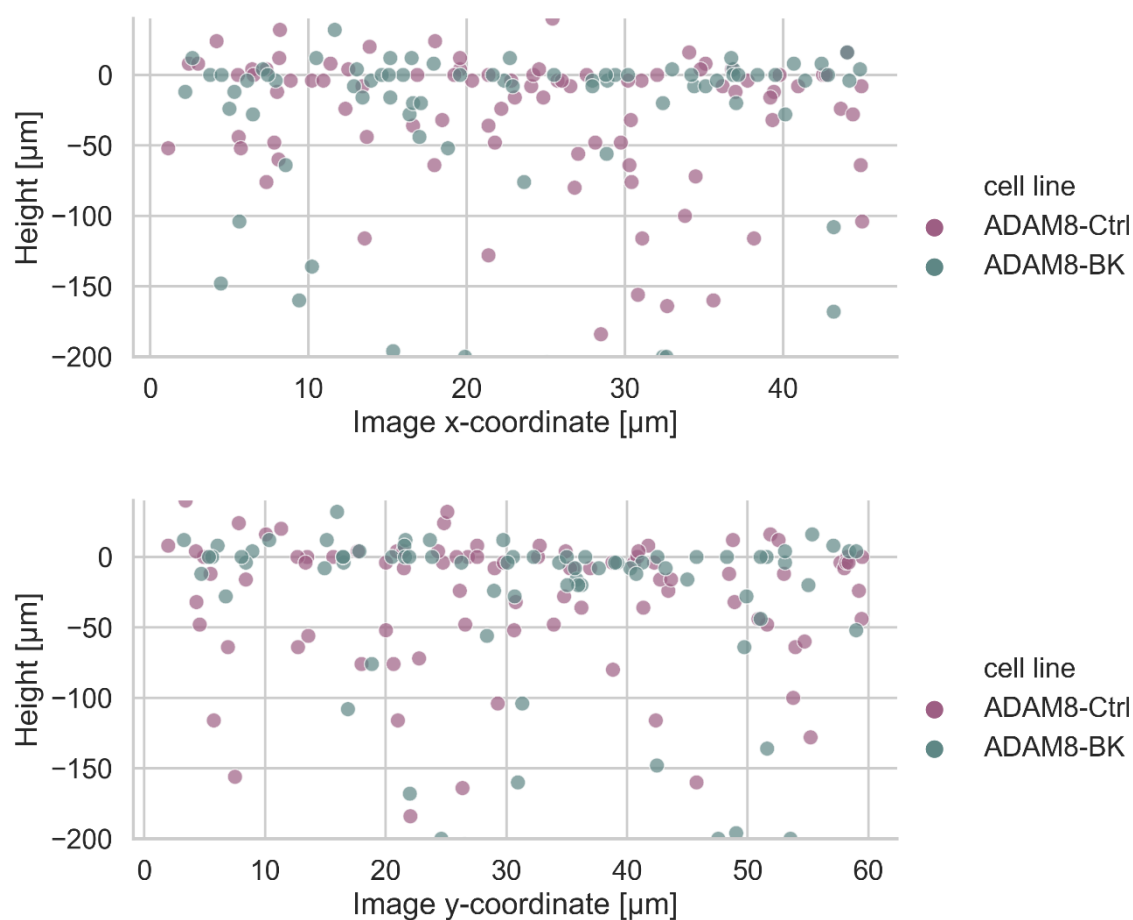 Height [μm]
0
−50
−100
−150
−200
0 10 20 30 40
Image x-coordinate [μm]
cell line
ADAM8-Ctrl
ADAM8-BK
Height [μm]
0
−50
−100
−150
−200
0 10 20 30 40 50 60
Image y-coordinate [μm]
cell line
ADAM8-Ctrl
ADAM8-BK